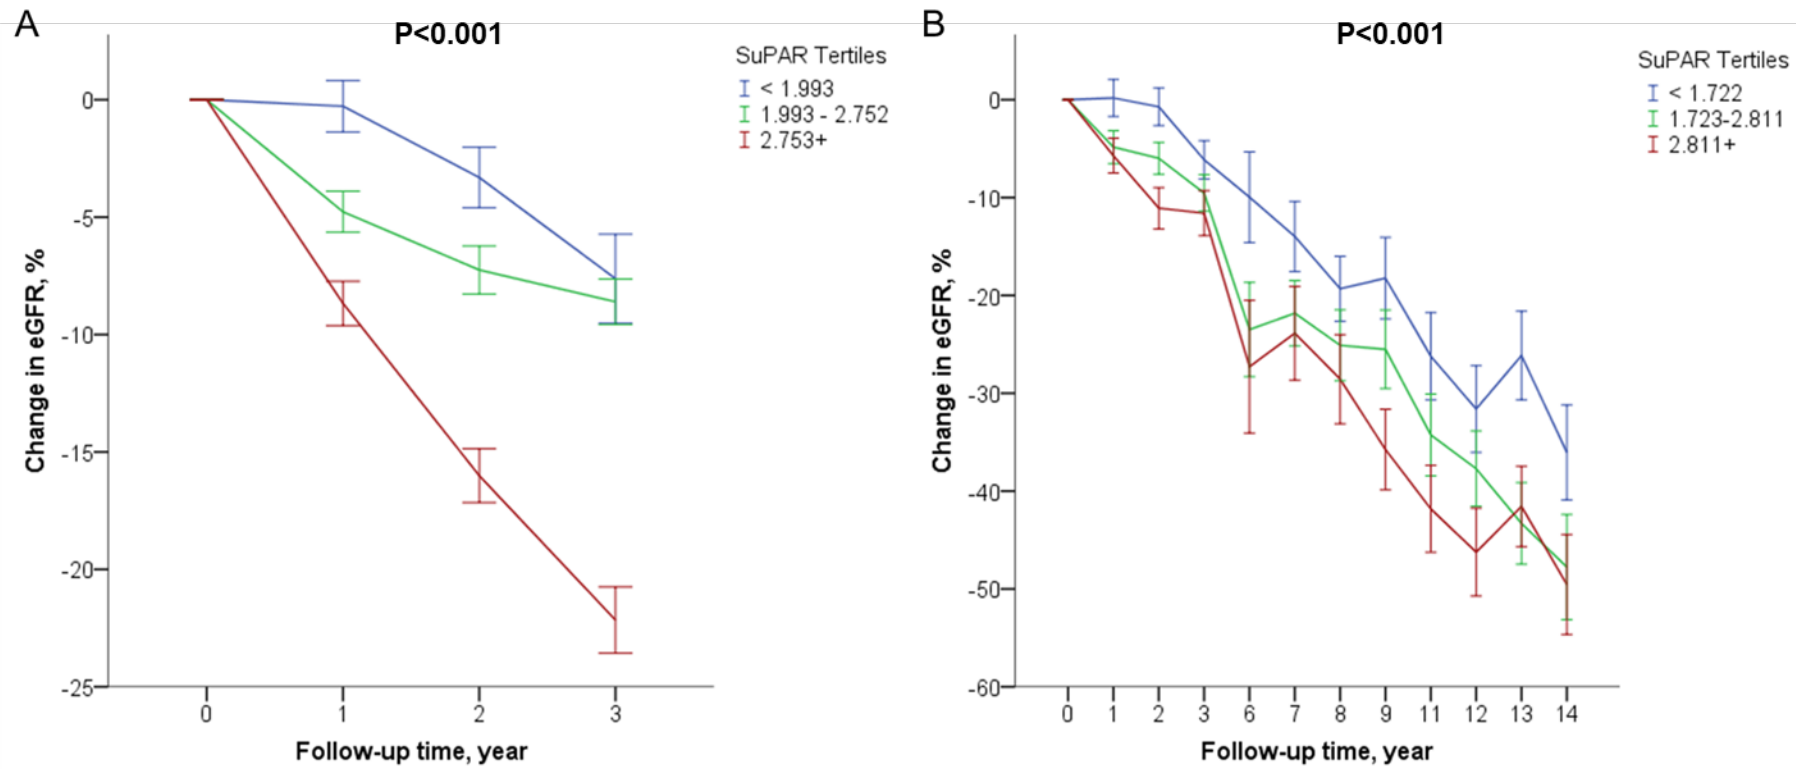 A
P<0.001
SuPAR Tertiles
< 1.993
1.993 - 2.752
2.753+
0
-5
-10
-15
-20
-25
Change in eGFR, %
0 1 2 3
Follow-up time, year
B
P<0.001
SuPAR Tertiles
< 1.722
1.723-2.811
2.811+
0
-10
-20
-30
-40
-50
-60
Change in eGFR, %
0 1 2 3 6 7 8 9 11 12 13 14
Follow-up time, year